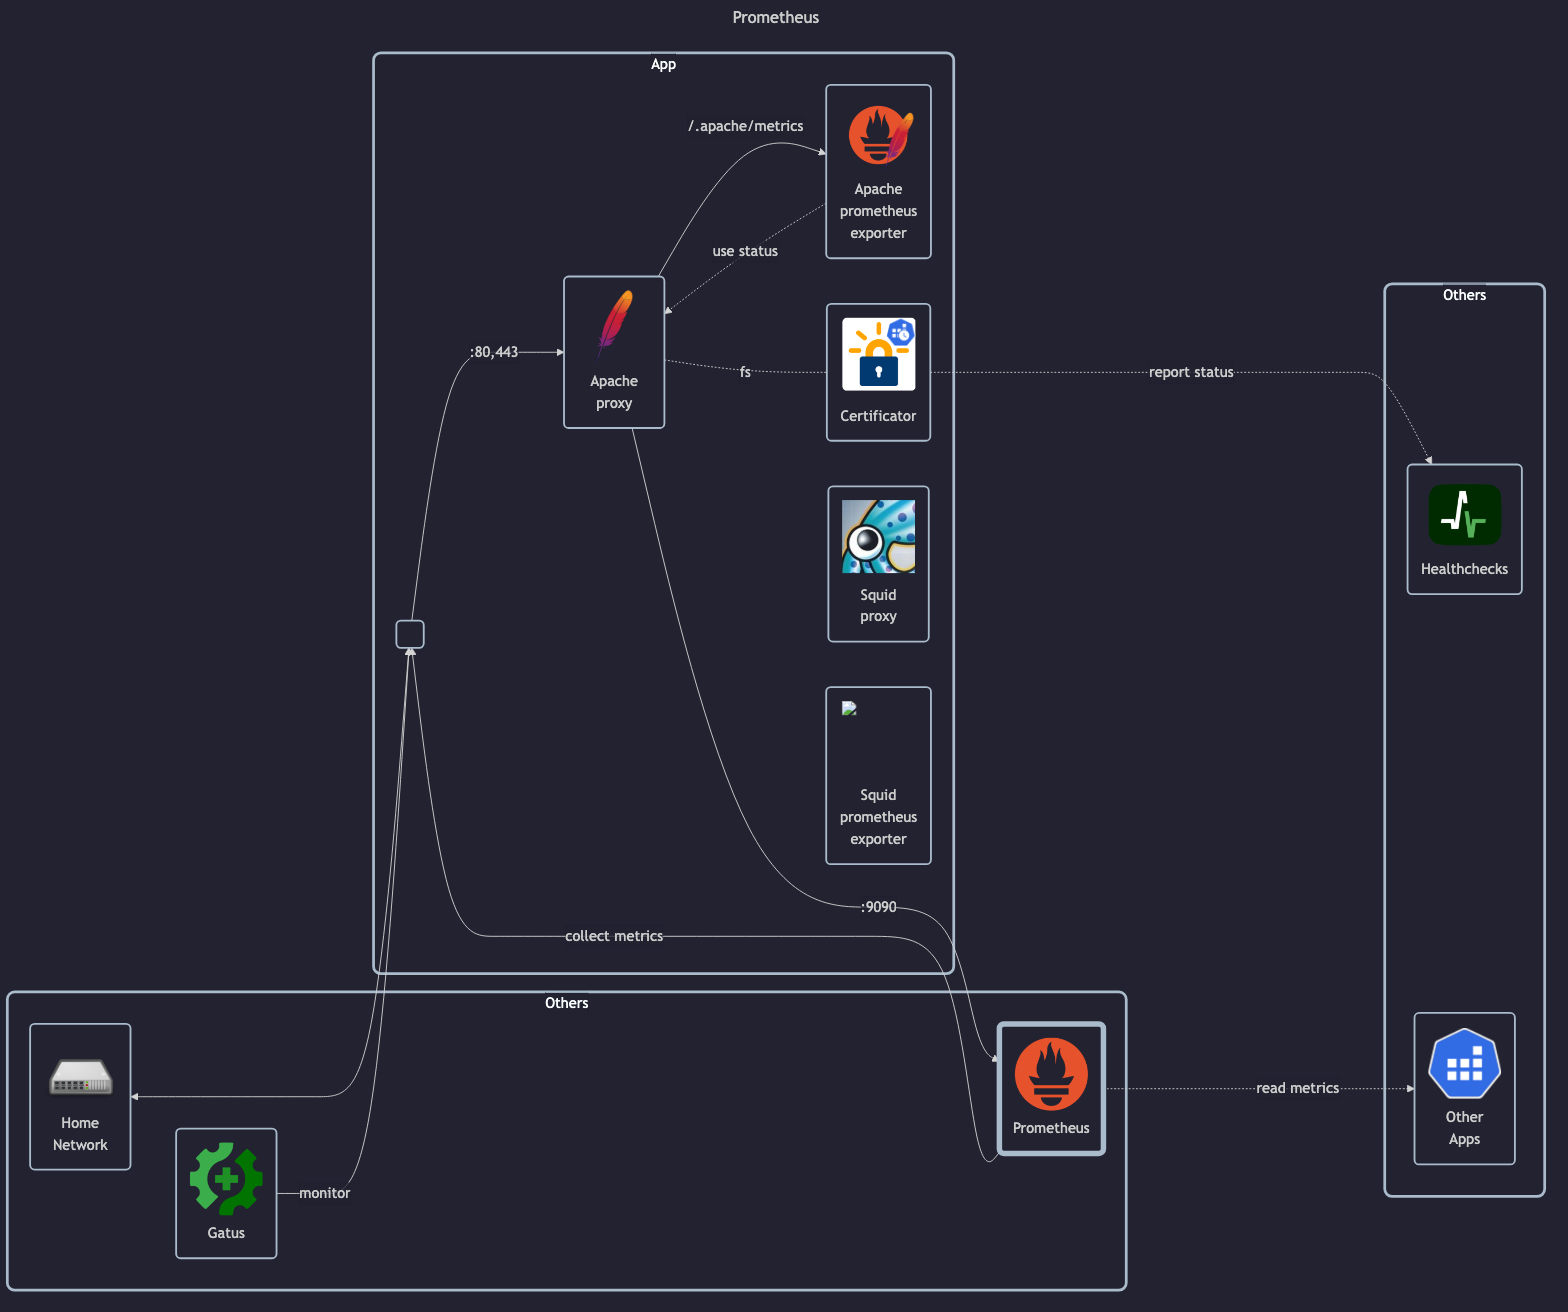 Prometheus
App
/.apache/metrics
Apache
prometheus
exporter
use status
Others
:80,443
Apache
proxy
fs
Certificator
report status
Healthchecks
Squid
proxy
Squid
prometheus
exporter
:9090
collect metrics
Others
Home
Network
Prometheus
read metrics
Other
Apps
monitor
Gatus